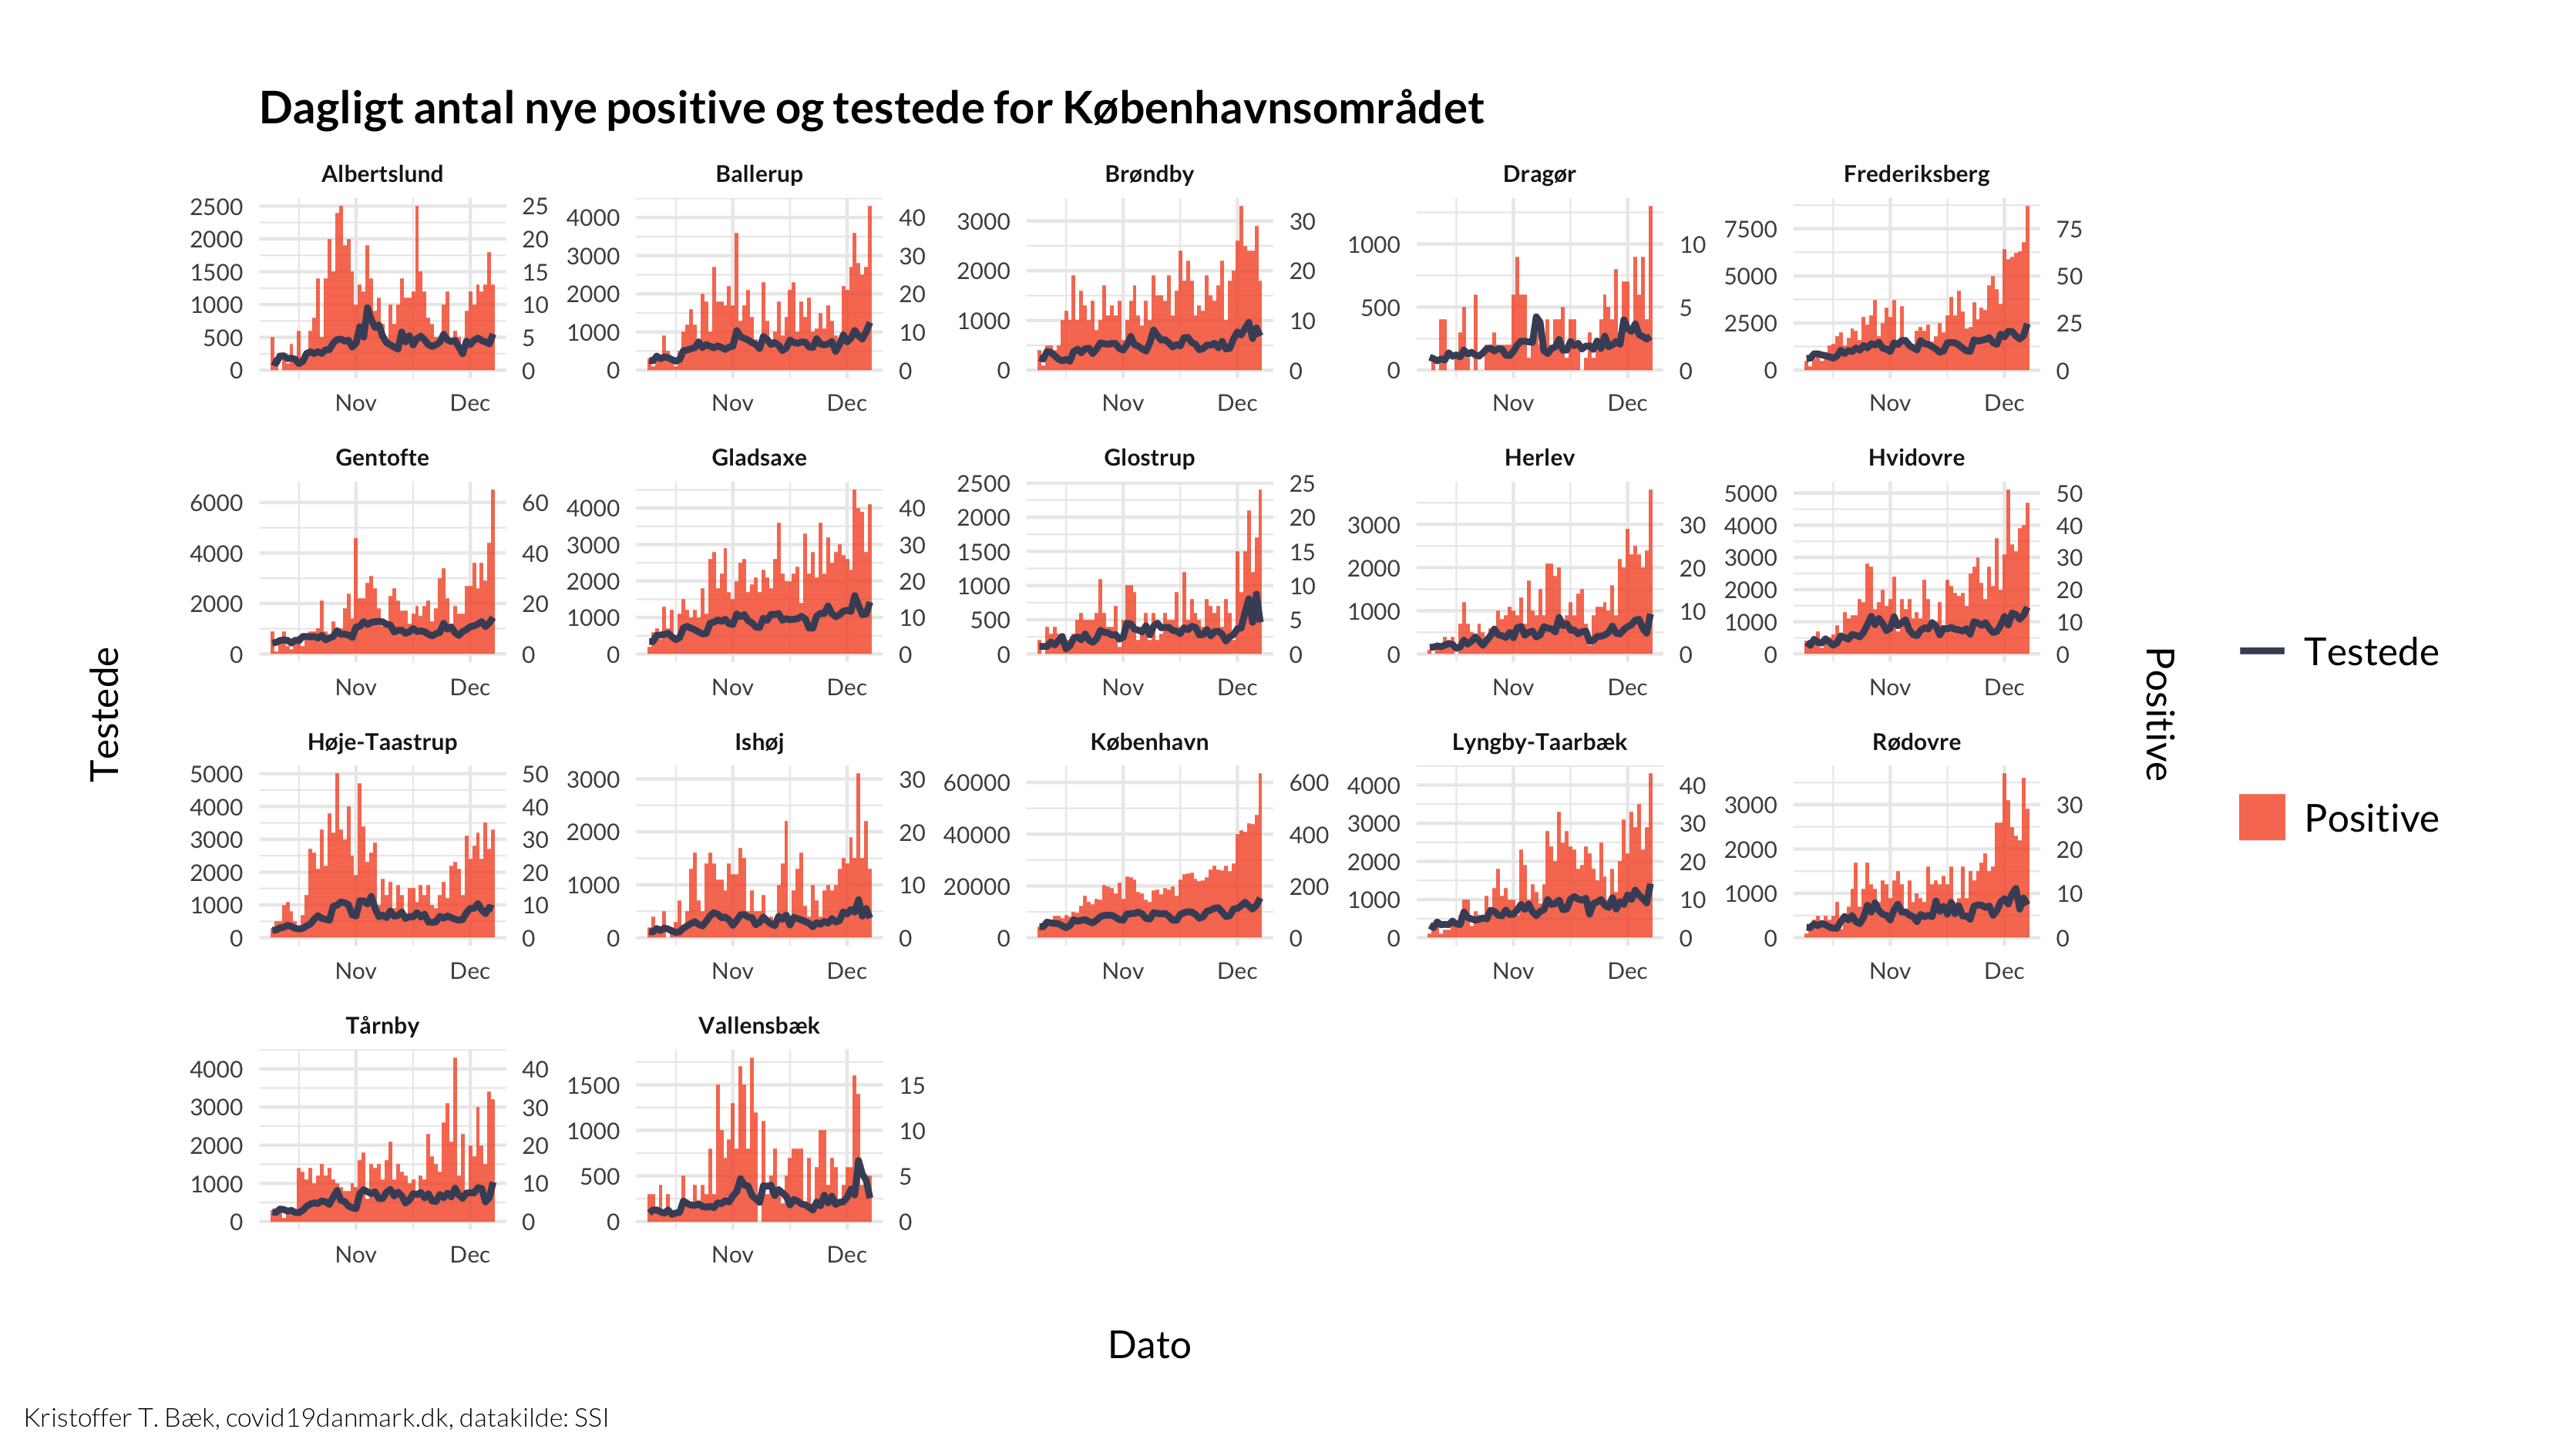 Dagligt antal nye positive og testede for Københavnsområdet
Albertslund Ballerup Brøndby Dragør Frederiksberg
2500 25 4000 40 3000 30 1000 10 7500 75
2000 20 3000 30 2000 20 500 5 5000 50
1500 15 2000 20 1000 10 0 0 2500 25
1000 10 1000 10 0 0 0 0
500 5 0 0
0 0
Nov Dec Nov Dec Nov Dec Nov Dec Nov Dec
Gentofte Gladsaxe Glostrup Herlev Hvidovre
6000 60 4000 40 2500 25 3000 30 5000 50
4000 40 3000 30 2000 20 2000 20 4000 40
2000 20 2000 20 1500 15 1000 10 3000 30
0 0 1000 10 1000 10 0 0 2000 20
0 0 500 5 1000 10
0 0 0 0
Nov Dec Nov Dec Nov Dec Nov Dec Nov Dec
Testede
Positive
Testede
Positive
Høje-Taastrup Ishøj København Lyngby-Taarbæk Rødovre
5000 50 3000 30 60000 600 4000 40 3000 30
4000 40 2000 20 40000 400 3000 30 2000 20
3000 30 1000 10 20000 200 2000 20 1000 10
2000 20 0 0 0 0 1000 10 0 0
1000 10 0 0
0 0
Nov Dec Nov Dec Nov Dec Nov Dec Nov Dec
Tårnby Vallensbæk
4000 40 1500 15
3000 30 1000 10
2000 20 500 5
1000 10 0 0
0 0
Nov Dec Nov Dec
Dato
Kristoffer T. Bæk, covid19danmark.dk, datakilde: SSI